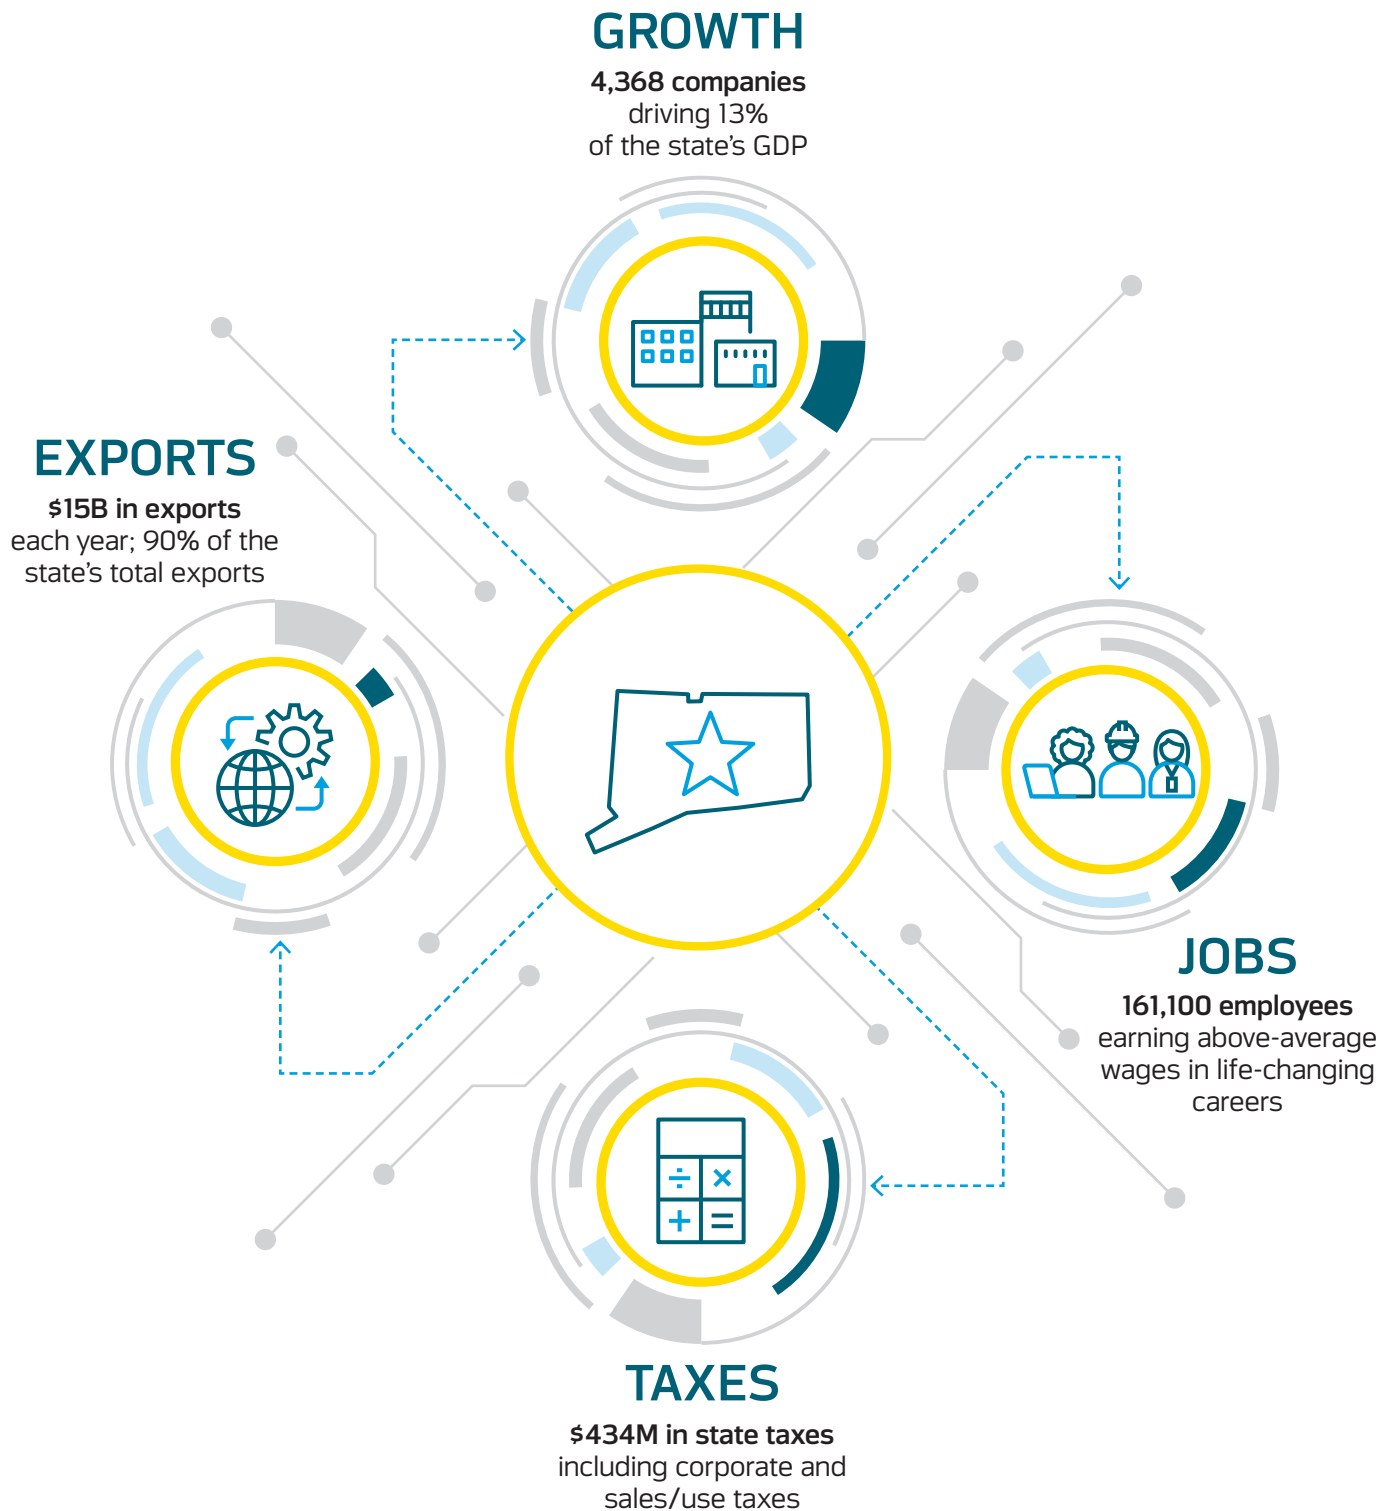 GROWTH
4,368 companies
driving 13%
of the state's GDP
EXPORTS
$15B in exports
each year; 90% of the
state's total exports
JOBS
161,100 employees
earning above-average
wages in life-changing
careers
TAXES
$434M in state taxes
including corporate and
sales/use taxes